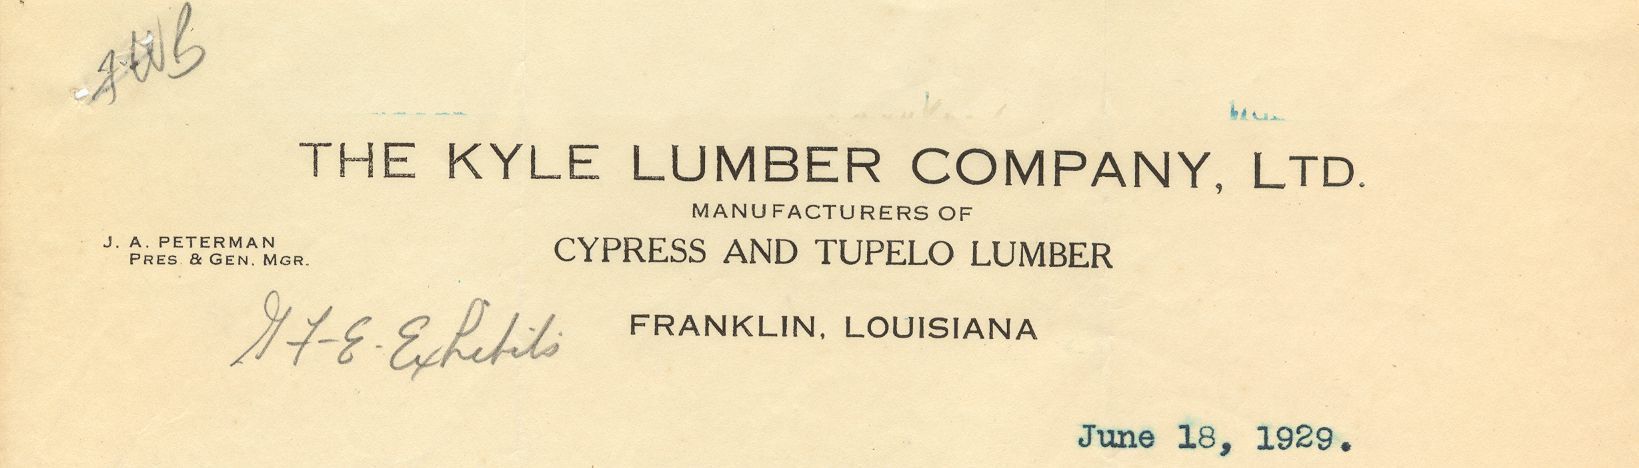 THE KYLE LUMBER COMPANY, LTD.
MANUFACTURERS OF
J. A. PETERMAN
PRES & GEN. MGR.
CYPRESS AND TUPELO LUMBER
FRANKLIN, LOUISIANA
F-E-Exhibits
June 18, 1929.